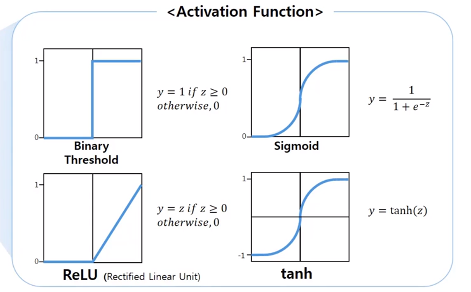 <Activation Function>
1
0
y = 1 if z ≥ 0
otherwise, 0
Binary
Threshold
1
0
y = 1 / (1 + e^{-z})
Sigmoid
1
0
y = z if z ≥ 0
otherwise, 0
ReLU (Rectified Linear Unit)
1
-1
y = tanh(z)
tanh